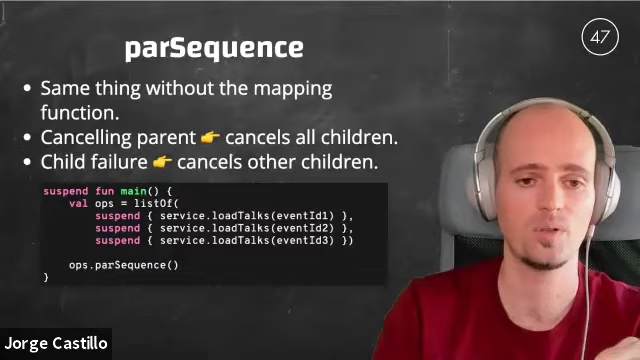 parSequence
47
• Same thing without the mapping
function.
• Cancelling parent 👉 cancels all children.
• Child failure 👉 cancels other children.
suspend fun main() {
    val ops = listOf(
        suspend { service.loadTalks(eventId1) },
        suspend { service.loadTalks(eventId2) },
        suspend { service.loadTalks(eventId3) })
    ops.parSequence()
}
Jorge Castillo